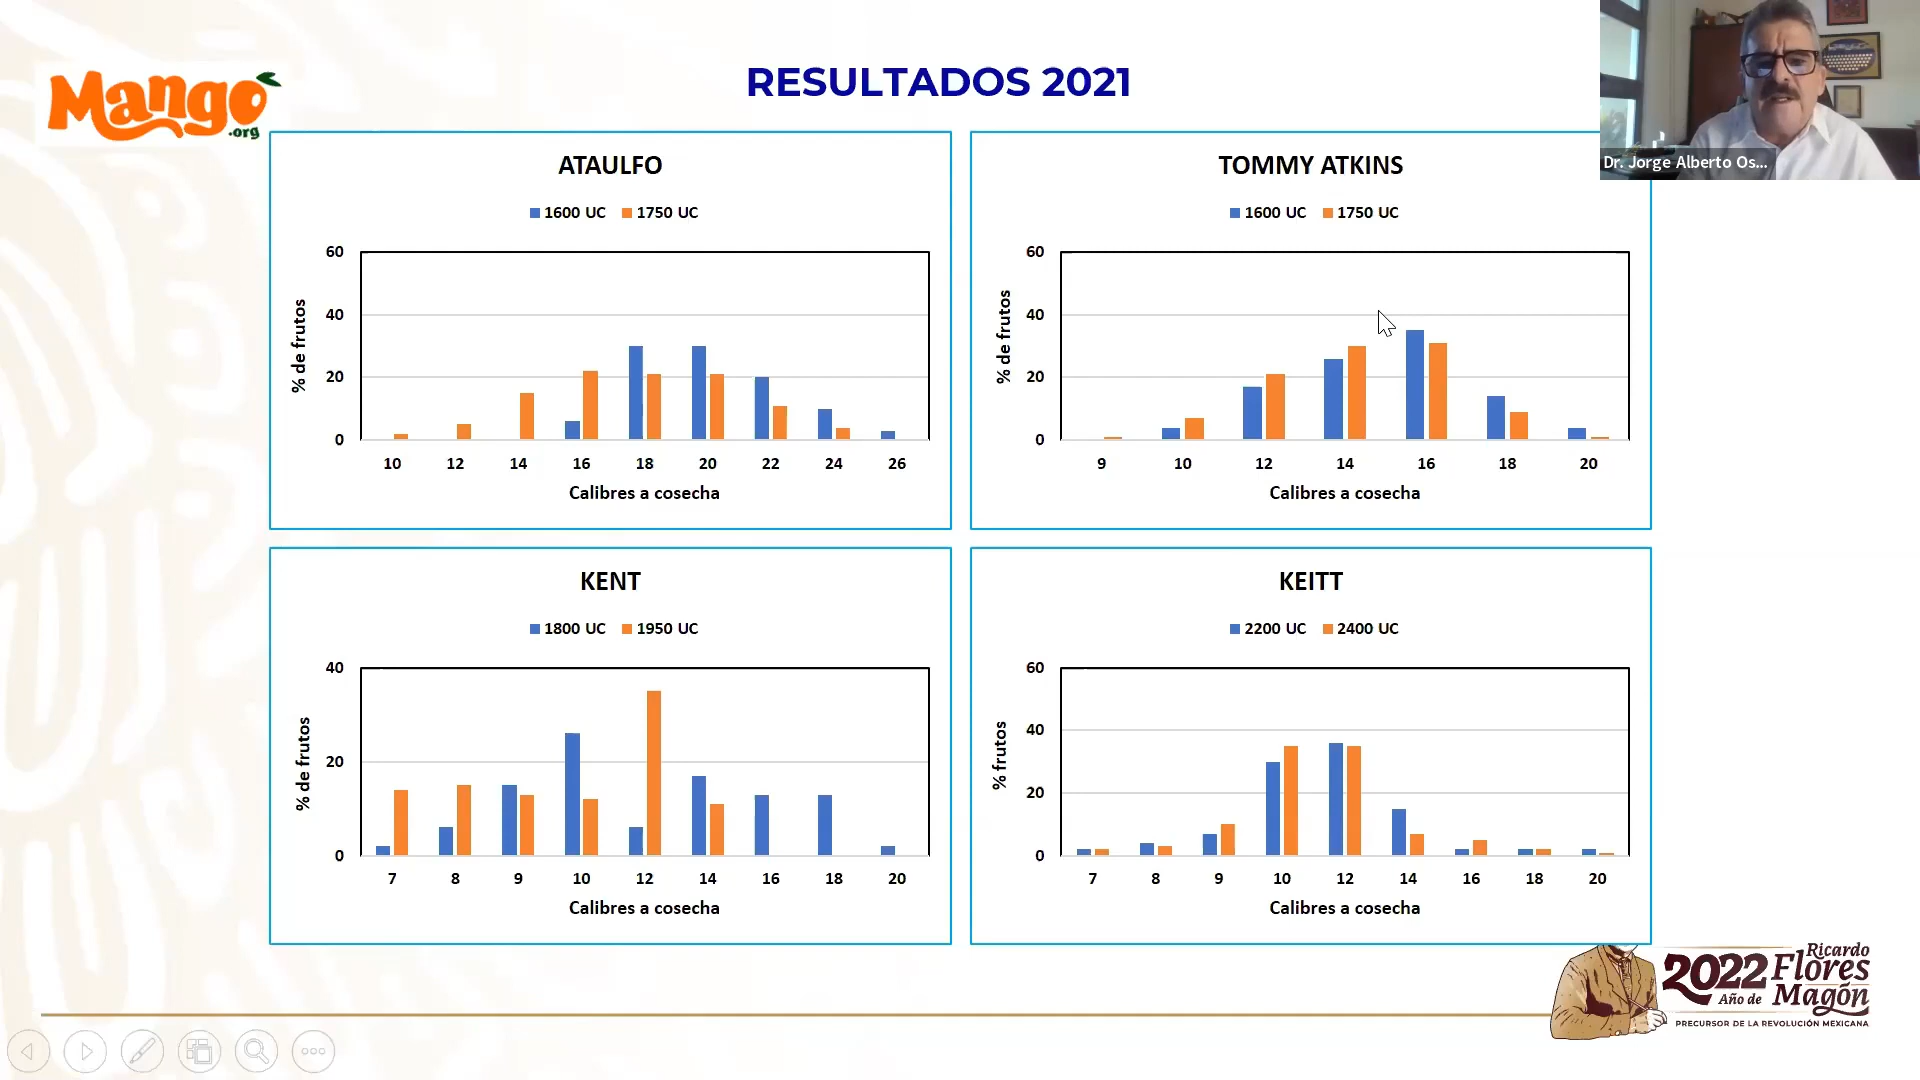 Mango
.org
RESULTADOS 2021
Dr. Jorge Alberto Os...
ATAULFO
1600 UC 1750 UC
60
40
20
0
% de frutos
10 12 14 16 18 20 22 24 26
Calibres a cosecha
TOMMY ATKINS
1600 UC 1750 UC
60
40
20
0
% de frutos
9 10 12 14 16 18 20
Calibres a cosecha
KENT
1800 UC 1950 UC
40
20
0
% de frutos
7 8 9 10 12 14 16 18 20
Calibres a cosecha
KEITT
2200 UC 2400 UC
60
40
20
0
% frutos
7 8 9 10 12 14 16 18 20
Calibres a cosecha
2022 Ricardo
Flores
Año de Magón
PRECURSOR DE LA REVOLUCIÓN MEXICANA